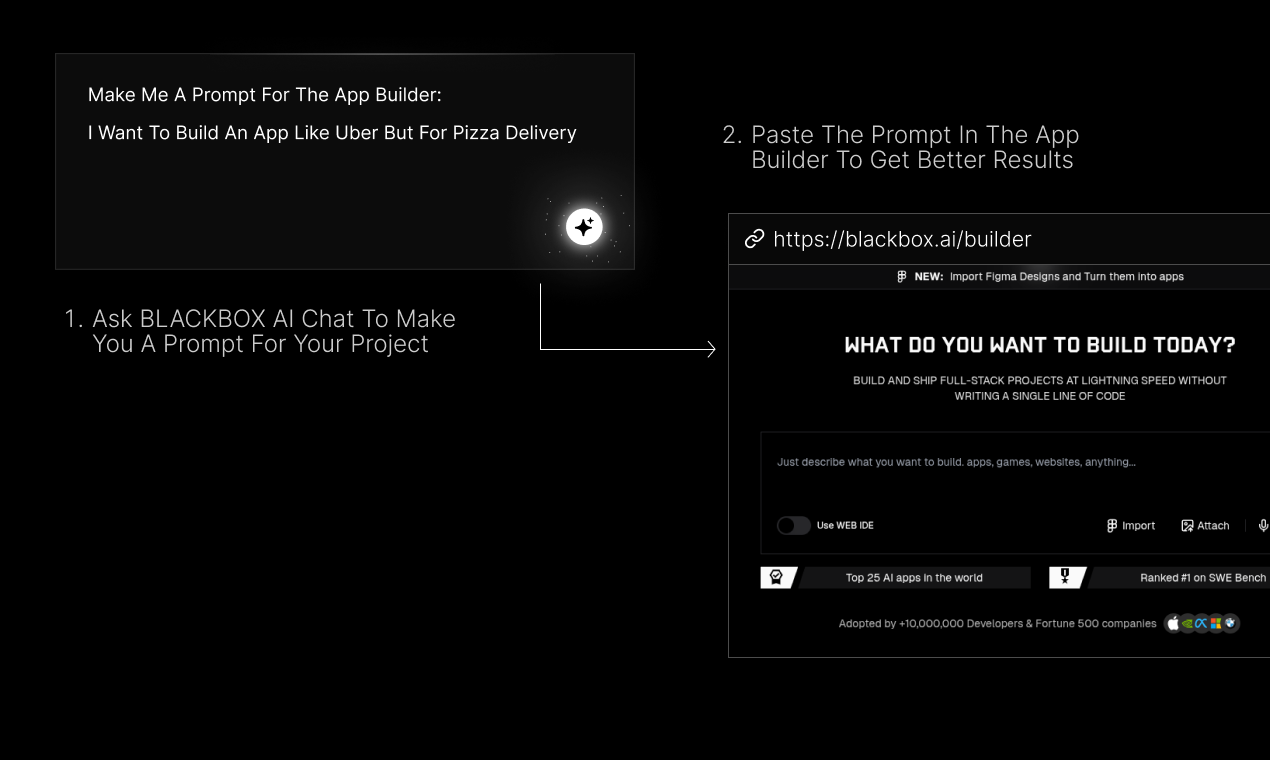 Make Me A Prompt For The App Builder:
I Want To Build An App Like Uber But For Pizza Delivery
1. Ask BLACKBOX AI Chat To Make
You A Prompt For Your Project
2. Paste The Prompt In The App
Builder To Get Better Results
https://blackbox.ai/builder
NEW: Import Figma Designs and Turn them into apps
WHAT DO YOU WANT TO BUILD TODAY?
BUILD AND SHIP FULL-STACK PROJECTS AT LIGHTNING SPEED WITHOUT
WRITING A SINGLE LINE OF CODE
Just describe what you want to build. apps, games, websites, anything...
Use WEB IDE
Import
Attach
Top 25 AI apps in the world
Ranked #1 on SWE Bench
Adopted by +10,000,000 Developers & Fortune 500 companies